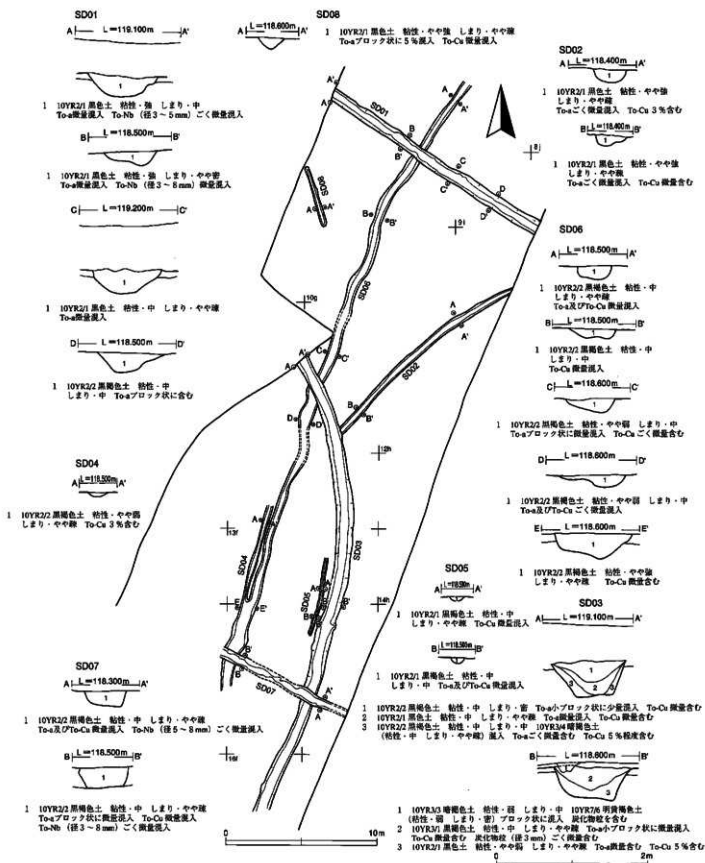 SD01
A L=119.100m A'
1
1 10YR2/1 黒色土 粘性・強 しまり・中
To-a微量混入 To-Nb（径3～5mm）ごく微量混入
B L=118.500m B'
1
1 10YR2/1 黒色土 粘性・強 しまり・やや密
To-a微量混入 To-Nb（径3～8mm）微量混入
C L=119.200m C'
1
1 10YR2/1 黒色土 粘性・中 しまり・やや疎
To-a微量混入
D L=118.500m D'
1
1 10YR2/2 黒褐色土 粘性・中
しまり・中 To-aブロック状に含む
SD04
A L=118.500m A'
1 10YR2/2 黒褐色土 粘性・やや弱
しまり・やや疎 To-Cu 3%含む
SD07
A L=118.300m A'
1
1 10YR2/2 黒褐色土 粘性・中 しまり・やや疎
To-a及びTo-Cu微量混入 To-Nb（径5～8mm）ごく微量混入
B L=118.500m B'
1
1 10YR2/2 黒褐色土 粘性・中 しまり・やや疎
To-aブロック状に微量混入 To-Cu 微量混入
To-Nb（径3～8mm）ごく微量混入
SD08
A L=118.600m A'
1
1 10YR2/1 黒色土 粘性・やや強 しまり・やや疎
To-aブロック状に5%混入 To-Cu 微量混入
SD02
A L=118.400m A'
1
1 10YR2/1 黒色土 粘性・やや強
しまり・やや疎
To-aごく微量混入 To-Cu 3%含む
B L=118.400m B'
1
1 10YR2/1 黒色土 粘性・やや強
しまり・やや疎
To-aごく微量混入 To-Cu 微量含む
SD06
A L=118.500m A'
1
1 10YR2/2 黒褐色土 粘性・中
しまり・やや疎
To-a及びTo-Cu微量混入
B L=118.500m B'
1
1 10YR2/2 黒褐色土 粘性・中
しまり・中
To-Cu 微量混入
C L=118.600m C'
1
1 10YR2/2 黒褐色土 粘性・やや弱 しまり・中
To-aブロック状に微量混入 To-Cuごく微量含む
D L=118.600m D'
1
1 10YR2/2 黒褐色土 粘性・やや弱 しまり・中
To-a及びTo-Cu ごく微量混入
E L=118.600m E'
1
1 10YR2/2 黒褐色土 粘性・やや強
しまり・やや疎 To-Cu 微量含む
SD05
A L=118.500m A'
1 10YR2/1 黒褐色土 粘性・中
しまり・やや疎 To-Cu 微量混入
B L=118.500m B'
1 10YR2/1 黒褐色土 粘性・中
しまり・中 To-a及びTo-Cu微量混入
SD03
A L=119.100m A'
1
3 2 3
1 10YR2/2 黒褐色土 粘性・中 しまり・密 To-a小ブロック状に少量混入 To-Cu 微量含む
2 10YR2/1 黒色土 粘性・中 しまり・やや疎 To-a微量混入 To-Cu 微量含む
3 10YR2/2 黒褐色土 粘性・中 しまり・中 10YR3/4 暗褐色土
（粘性・中 しまり・やや疎）混入 To-aごく微量含む To-Cu 5%程度含む
B L=118.600m B'
1
2
3
1 10YR3/3 暗褐色土 粘性・弱 しまり・中 10YR7/6 明黄褐色土
（粘性・弱 しまり・密）ブロック状に混入 炭化物粒を含む
2 10YR3/1 黒褐色土 粘性・中 しまり・やや疎 To-a小ブロック状に微量混入
To-Cu 微量含む 炭化物粒（径3mm）ごく微量含む
3 10YR2/1 黒色土 粘性・やや弱 しまり・やや疎 To-a微量含む To-Cu 5%含む
A' A SD01 B B' C C' D D'
A A'
8j
SD08 A A'
B B'
9i
SD06
10g
A A'
SD02
A A'
C C'
B B'
D D'
12h
13f
A A'
SD04
SD03
SD05
A A'
B B'
14h
E E'
B' B
SD07
A' A
16f
0 10m
0 2m